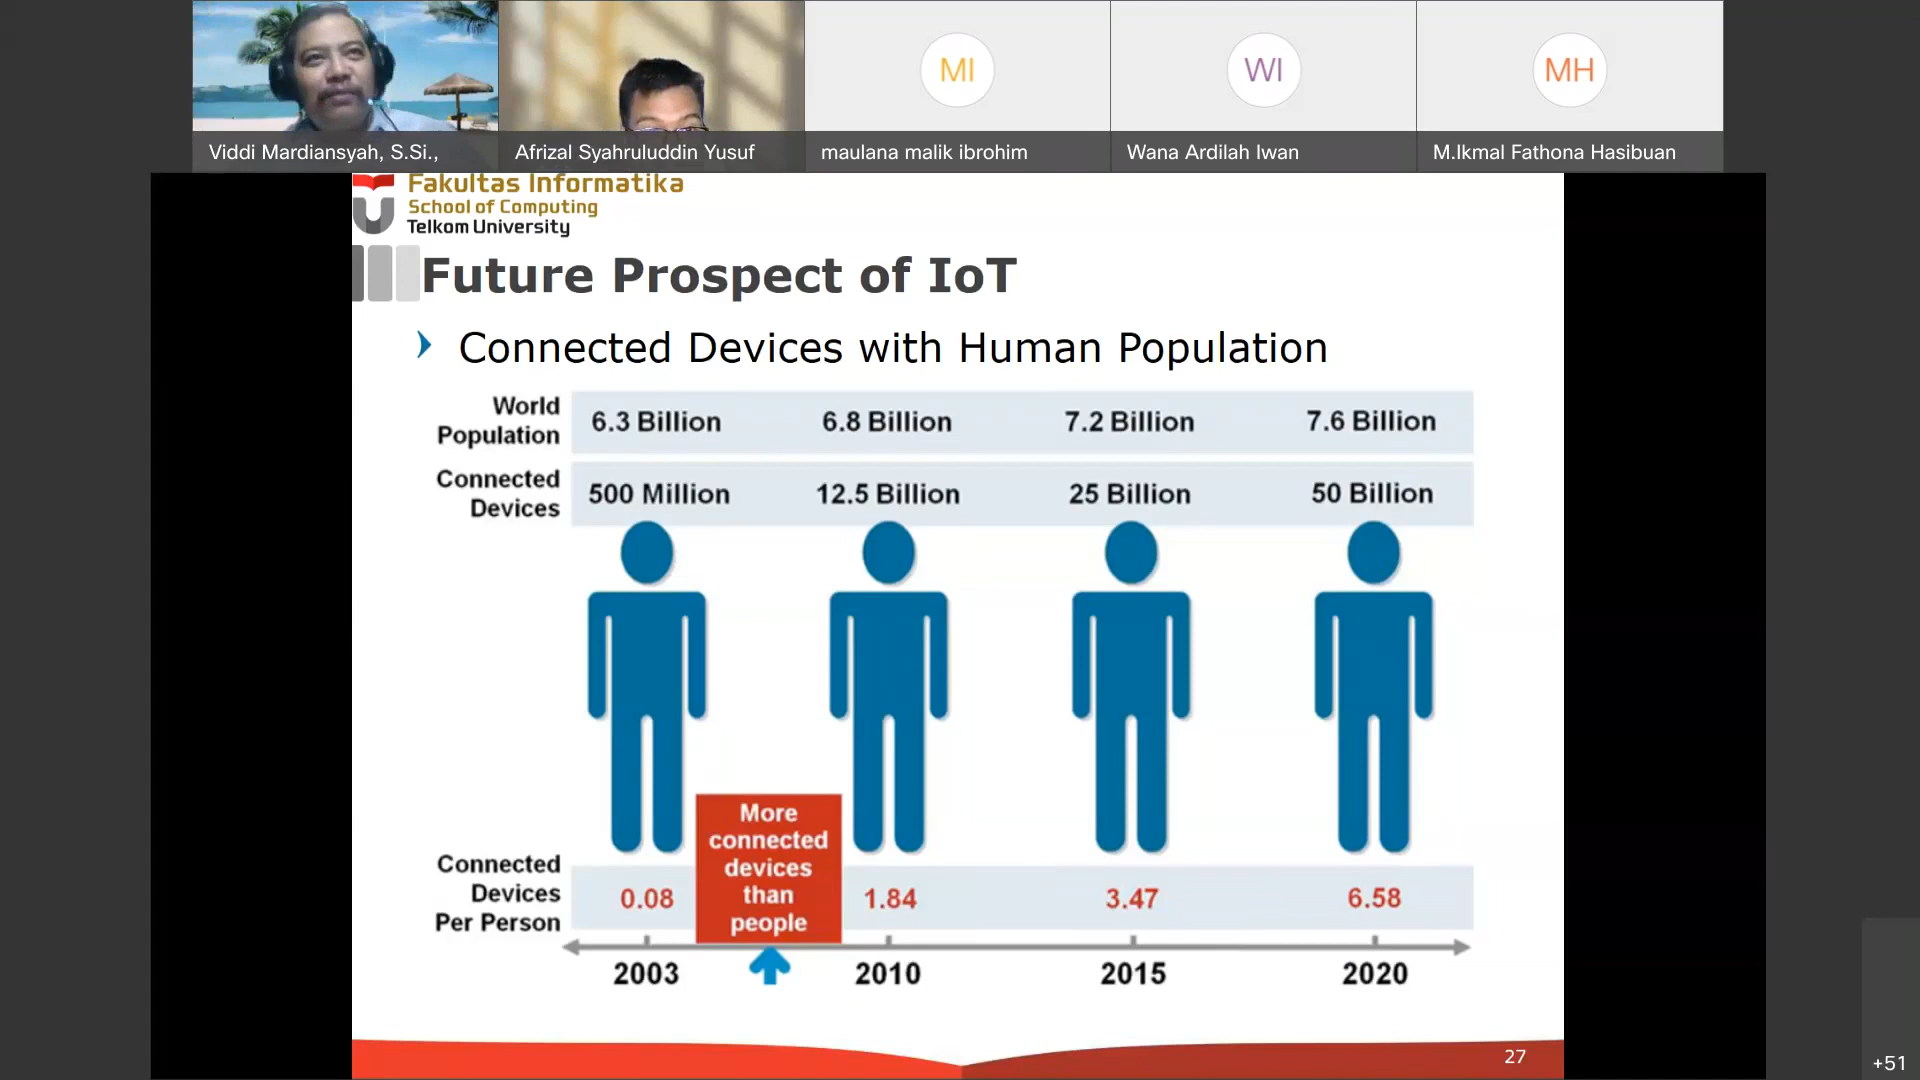 MI
WI
MH
Viddi Mardiansyah, S.Si.,
Afrizal Syahruluddin Yusuf
maulana malik ibrohim
Wana Ardilah Iwan
M.Ikmal Fathona Hasibuan
Fakultas Informatika
School of Computing
Telkom University
Future Prospect of IoT
Connected Devices with Human Population
World
Population
6.3 Billion
6.8 Billion
7.2 Billion
7.6 Billion
Connected
Devices
500 Million
12.5 Billion
25 Billion
50 Billion
More
connected
devices
than
people
Connected
Devices
Per Person
0.08
1.84
3.47
6.58
2003
2010
2015
2020
27
+51